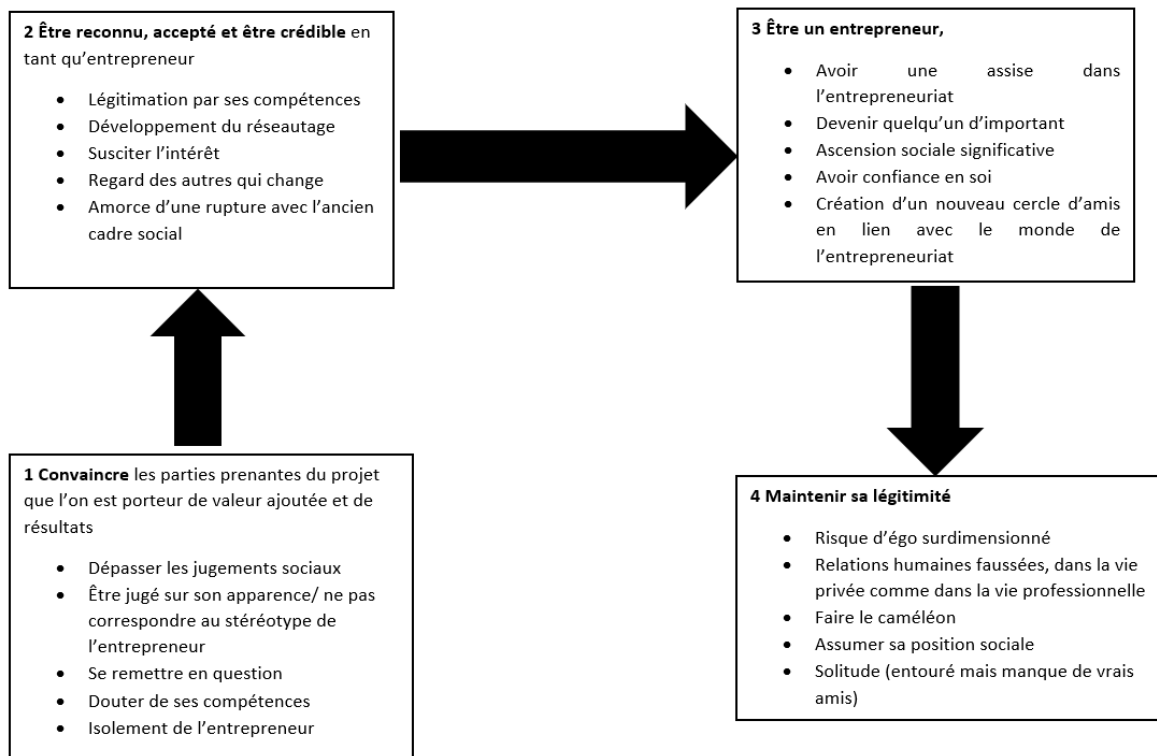 2 Être reconnu, accepté et être crédible en
tant qu’entrepreneur
• Légitimation par ses compétences
• Développement du réseautage
• Susciter l’intérêt
• Regard des autres qui change
• Amorce d’une rupture avec l’ancien
cadre social
3 Être un entrepreneur,
• Avoir une assise dans
l’entrepreneuriat
• Devenir quelqu’un d’important
• Ascension sociale significative
• Avoir confiance en soi
• Création d’un nouveau cercle d’amis
en lien avec le monde de
l’entrepreneuriat
1 Convaincre les parties prenantes du projet
que l’on est porteur de valeur ajoutée et de
résultats
• Dépasser les jugements sociaux
• Être jugé sur son apparence/ ne pas
correspondre au stéréotype de
l’entrepreneur
• Se remettre en question
• Douter de ses compétences
• Isolement de l’entrepreneur
4 Maintenir sa légitimité
• Risque d’égo surdimensionné
• Relations humaines faussées, dans la vie
privée comme dans la vie professionnelle
• Faire le caméléon
• Assumer sa position sociale
• Solitude (entouré mais manque de vrais
amis)